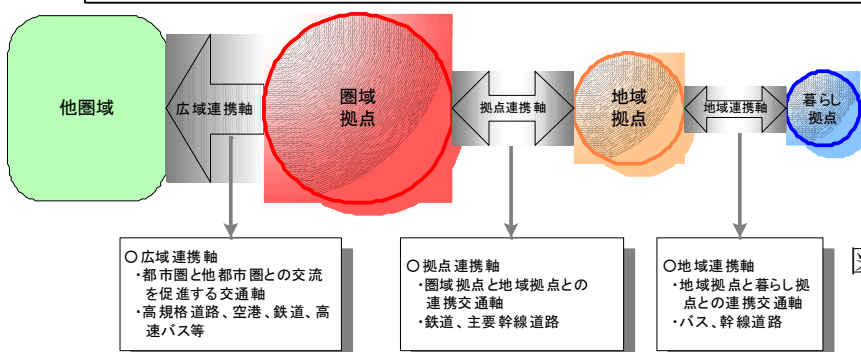 他圏域
広域連携軸
圏域
拠点
拠点連携軸
地域
拠点
地域連携軸
暮らし
拠点
○広域連携軸
・都市圏と他都市圏との交流
を促進する交通軸
・高規格道路、空港、鉄道、高
速バス等
○拠点連携軸
・圏域拠点と地域拠点との
連携交通軸
・鉄道、主要幹線道路
○地域連携軸
・地域拠点と暮らし拠
点との連携交通軸
・バス、幹線道路